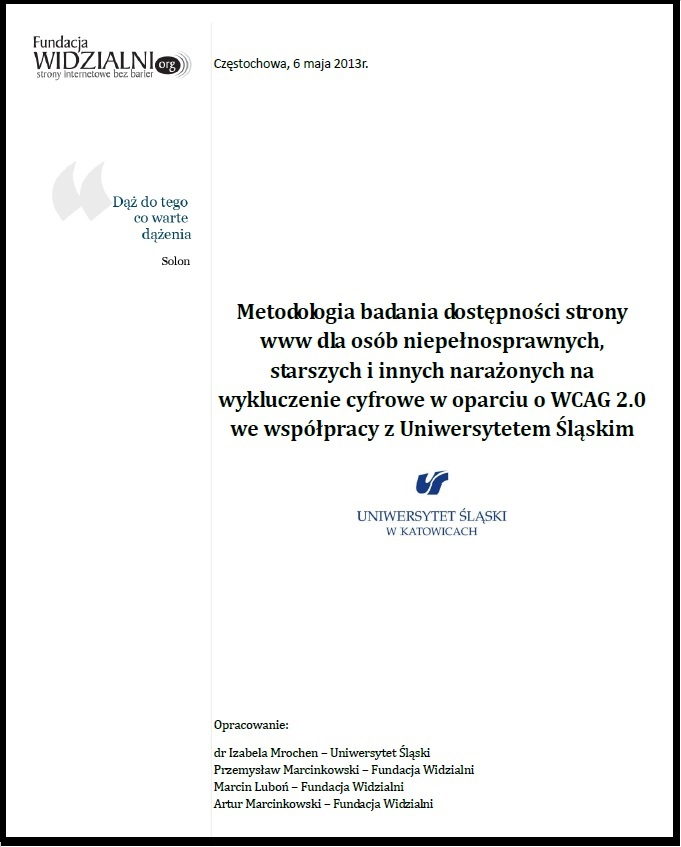 Fundacja
WIDZIALNI org
strony internetowe bez barier
Częstochowa, 6 maja 2013r.
“
Dąż do tego
co warte
dążenia
Solon
Metodologia badania dostępności strony
www dla osób niepełnosprawnych,
starszych i innych narażonych na
wykluczenie cyfrowe w oparciu o WCAG 2.0
we współpracy z Uniwersytetem Śląskim
UNIWERSYTET ŚLĄSKI
W KATOWICACH
Opracowanie:
dr Izabela Mrochen – Uniwersytet Śląski
Przemysław Marcinkowski – Fundacja Widzialni
Marcin Luboń – Fundacja Widzialni
Artur Marcinkowski – Fundacja Widzialni